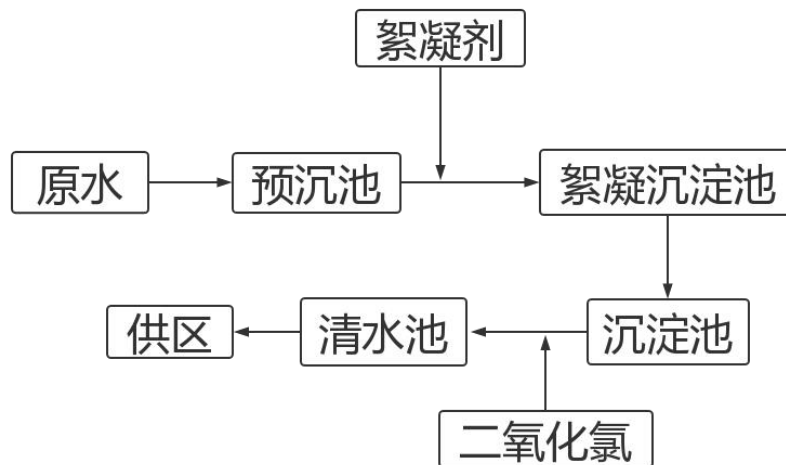 絮凝剂
原水
预沉池
絮凝沉淀池
供区
清水池
沉淀池
二氧化氯